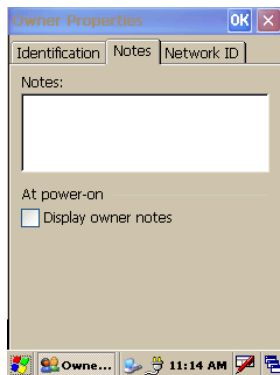 Owner Properties OK
Identification Notes Network ID
Notes:
At power-on
Display owner notes
Owne... 11:14 AM